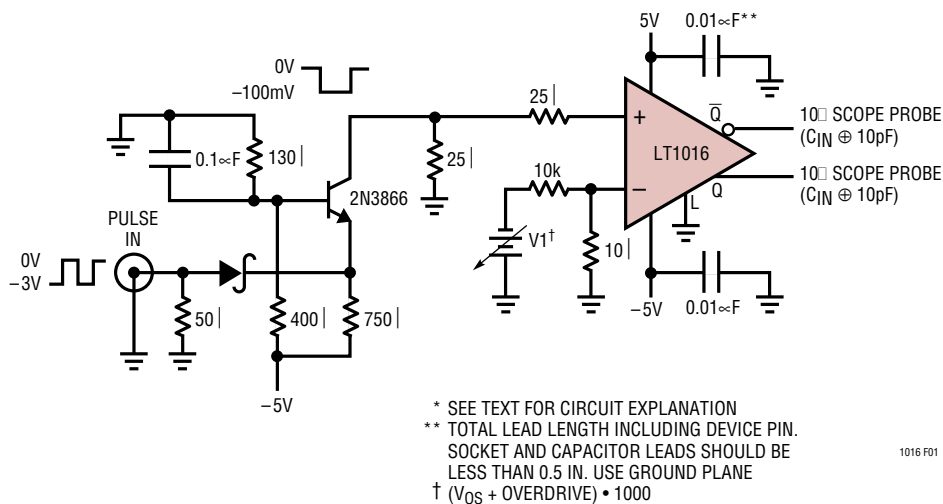 5V
0.01∝F**
0V
−100mV
25|
10□ SCOPE PROBE
(CIN ⊕ 10pF)
Q̅
+
LT1016
0.1∝F
130|
25|
10k
−
Q
10□ SCOPE PROBE
(CIN ⊕ 10pF)
2N3866
L
PULSE
IN
V1†
10|
0V
−3V
50|
400|
750|
−5V
0.01∝F
−5V
* SEE TEXT FOR CIRCUIT EXPLANATION
** TOTAL LEAD LENGTH INCLUDING DEVICE PIN.
SOCKET AND CAPACITOR LEADS SHOULD BE
LESS THAN 0.5 IN. USE GROUND PLANE
† (VOS + OVERDRIVE) • 1000
1016 F01